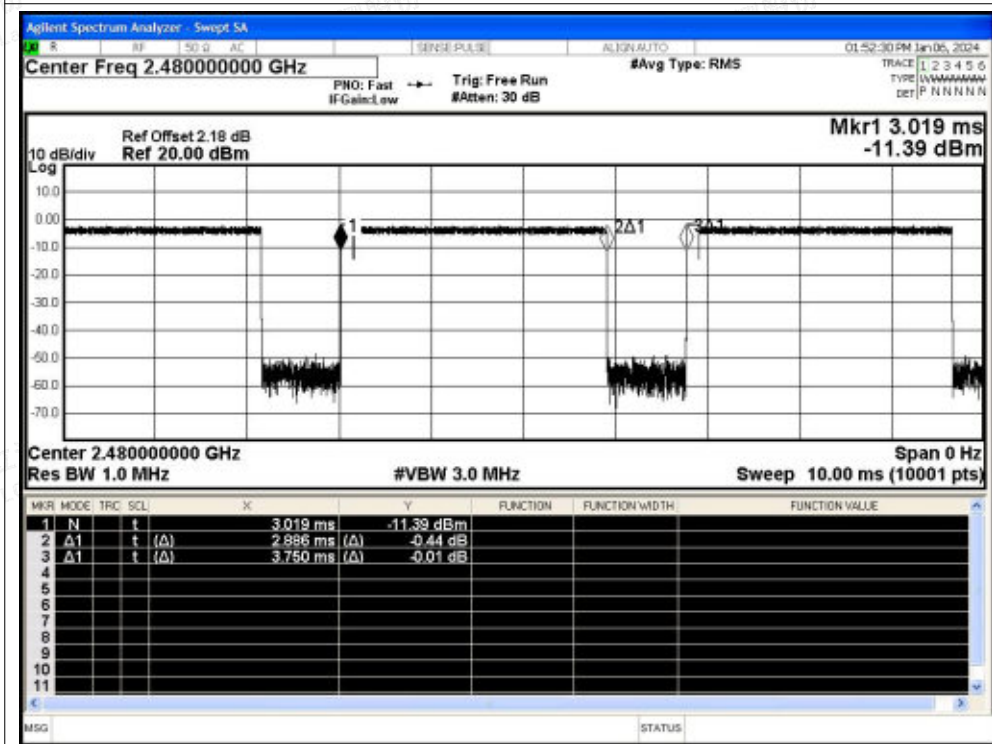 Agilent Spectrum Analyzer - Swept SA
R RF 50 Ω AC SENSE:PULSE ALIGN AUTO 01:52:30 PM Jan 06, 2024
Center Freq 2.480000000 GHz #Avg Type: RMS TRACE 1 2 3 4 5 6
PNO: Fast Trig: Free Run TYPE WWWWWW
IFGain:Low #Atten: 30 dB DET P N N N N N
Mkr1 3.019 ms
Ref Offset 2.18 dB
10 dB/div Ref 20.00 dBm -11.39 dBm
Log
10.0
0.00
1 2Δ1 3Δ1
-10.0
-20.0
-30.0
-40.0
-50.0
-60.0
-70.0
Center 2.480000000 GHz Span 0 Hz
Res BW 1.0 MHz #VBW 3.0 MHz Sweep 10.00 ms (10001 pts)
MKR MODE TRC SCL X Y FUNCTION FUNCTION WIDTH FUNCTION VALUE
1 N t 3.019 ms -11.39 dBm
2 Δ1 t (Δ) 2.886 ms (Δ) -0.44 dB
3 Δ1 t (Δ) 3.750 ms (Δ) -0.01 dB
4
5
6
7
8
9
10
11
MSG STATUS